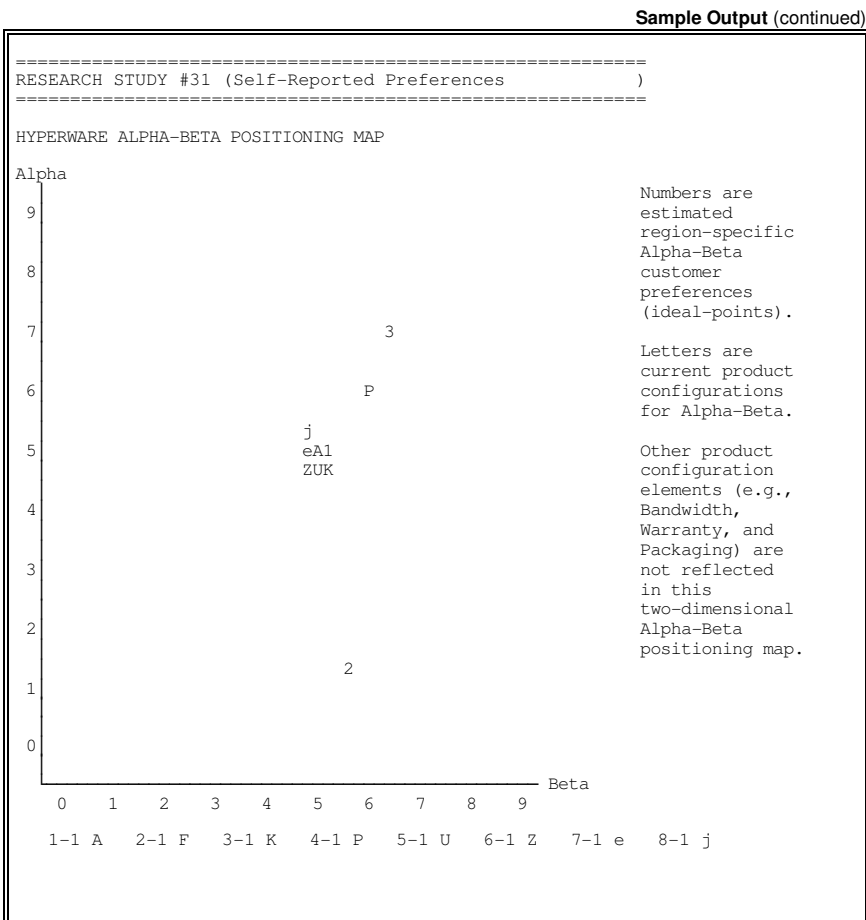 Sample Output (continued)
==========================================================
RESEARCH STUDY #31 (Self-Reported Preferences            )
==========================================================
HYPERWARE ALPHA-BETA POSITIONING MAP
Alpha
9
8
7 3
6 P
j
5 eA1
ZUK
4
3
2
2
1
0
Beta
0 1 2 3 4 5 6 7 8 9
1-1 A 2-1 F 3-1 K 4-1 P 5-1 U 6-1 Z 7-1 e 8-1 j
Numbers are
estimated
region-specific
Alpha-Beta
customer
preferences
(ideal-points).
Letters are
current product
configurations
for Alpha-Beta.
Other product
configuration
elements (e.g.,
Bandwidth,
Warranty, and
Packaging) are
not reflected
in this
two-dimensional
Alpha-Beta
positioning map.